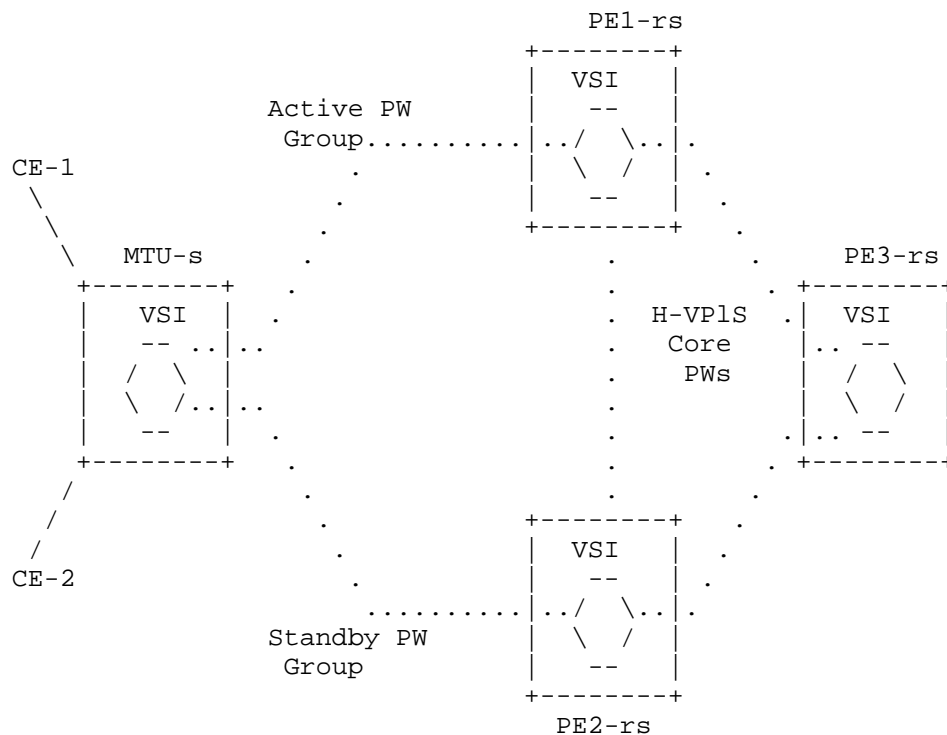 PE1-rs
VSI
Active PW
Group
CE-1
MTU-s
PE3-rs
VSI
H-VPlS
VSI
Core
PWs
VSI
CE-2
Standby PW
Group
PE2-rs